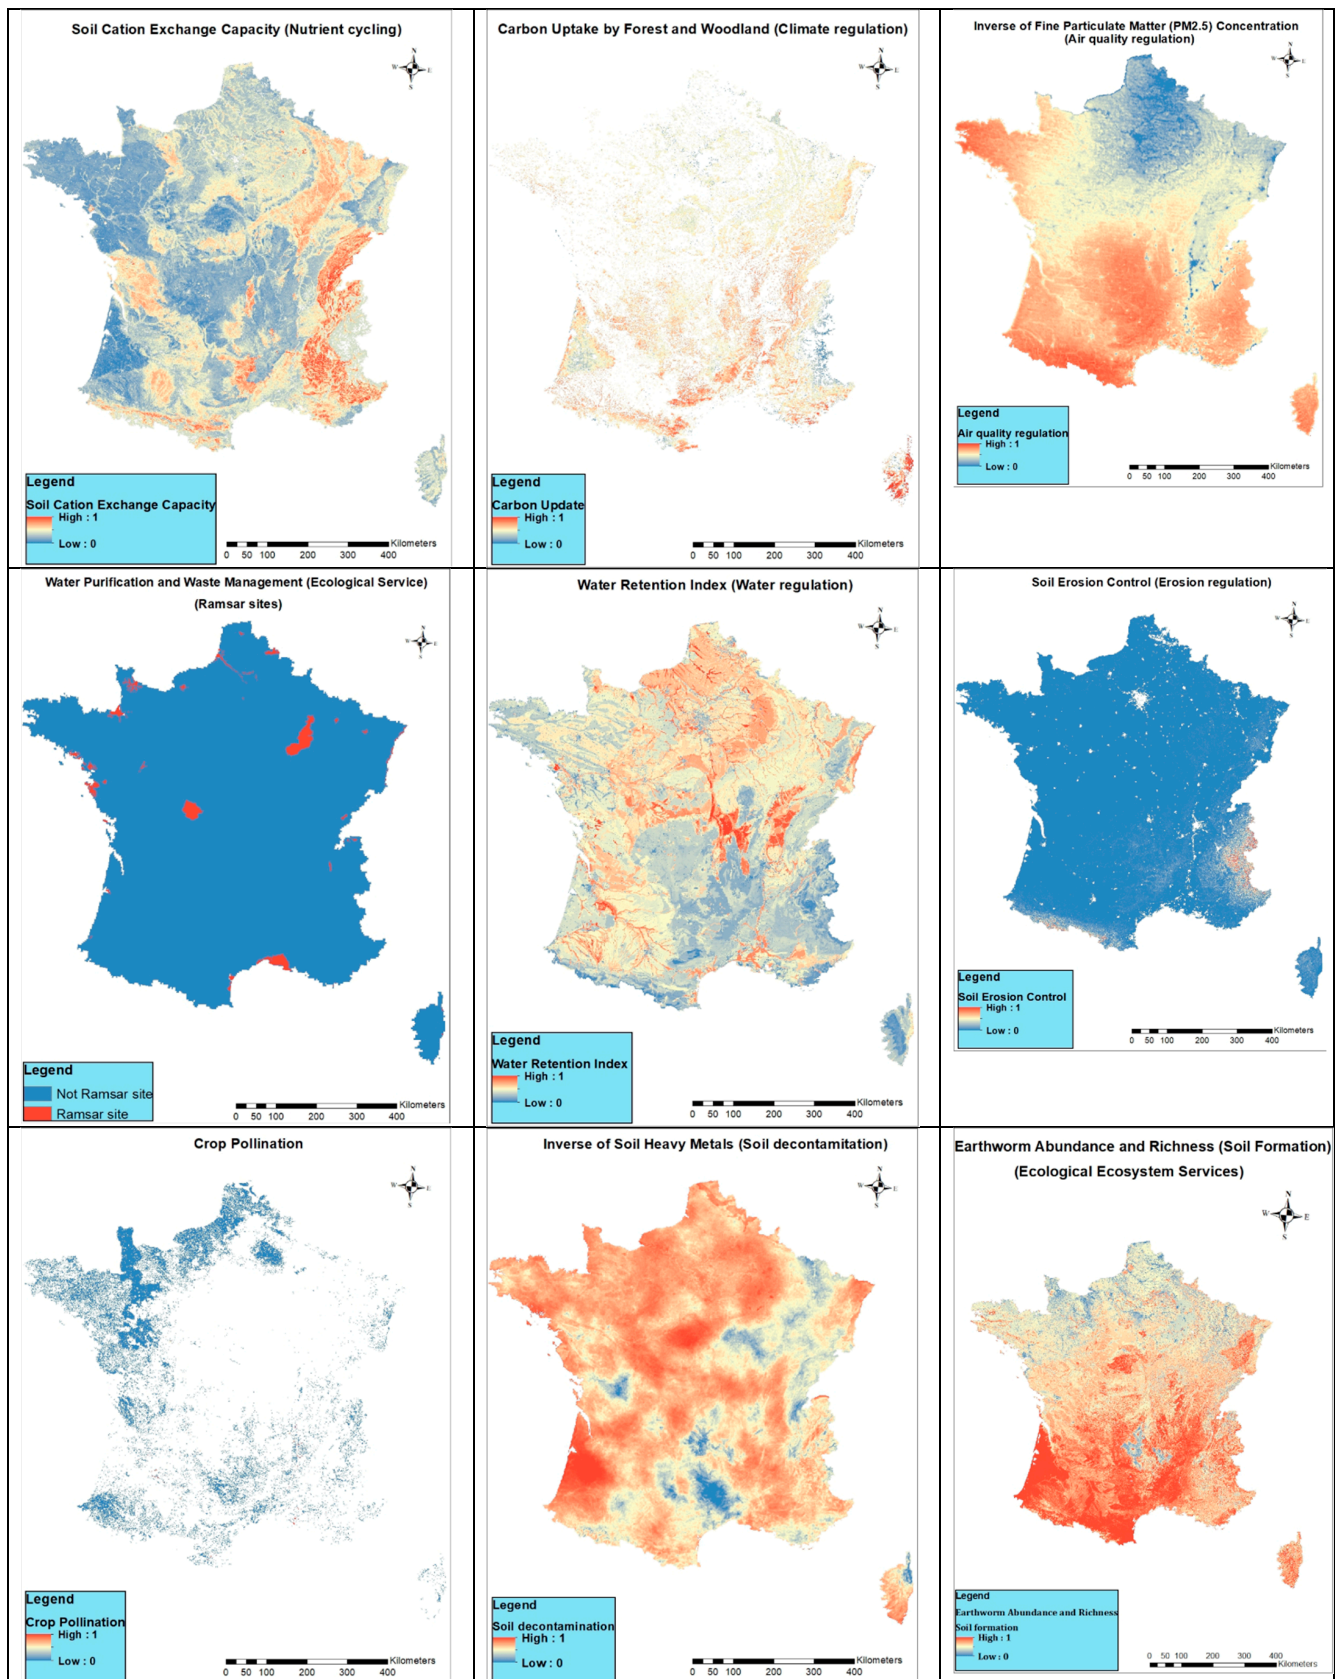 Soil Cation Exchange Capacity (Nutrient cycling)
N
W E
S
Legend
Soil Cation Exchange Capacity
High : 1
Low : 0
Kilometers
0 50 100 200 300 400
Carbon Uptake by Forest and Woodland (Climate regulation)
N
W E
S
Legend
Carbon Update
High : 1
Low : 0
Kilometers
0 50 100 200 300 400
Inverse of Fine Particulate Matter (PM2.5) Concentration
(Air quality regulation)
N
W E
S
Legend
Air quality regulation
High : 1
Low : 0
Kilometers
0 50 100 200 300 400
Water Purification and Waste Management (Ecological Service)
(Ramsar sites)
N
W E
S
Legend
Not Ramsar site
Ramsar site
Kilometers
0 50 100 200 300 400
Water Retention Index (Water regulation)
N
W E
S
Legend
Water Retention Index
High : 1
Low : 0
Kilometers
0 50 100 200 300 400
Soil Erosion Control (Erosion regulation)
N
W E
S
Legend
Soil Erosion Control
High : 1
Low : 0
Kilometers
0 50 100 200 300 400
Crop Pollination
N
W E
S
Legend
Crop Pollination
High : 1
Low : 0
Kilometers
0 50 100 200 300 400
Inverse of Soil Heavy Metals (Soil decontamitation)
N
W E
S
Legend
Soil decontamination
High : 1
Low : 0
Kilometers
0 50 100 200 300 400
Earthworm Abundance and Richness (Soil Formation)
(Ecological Ecosystem Services)
N
W E
S
Legend
Earthworm Abundance and Richness
Soil formation
High : 1
Low : 0
0 50 100 200 300 400
Kilometers